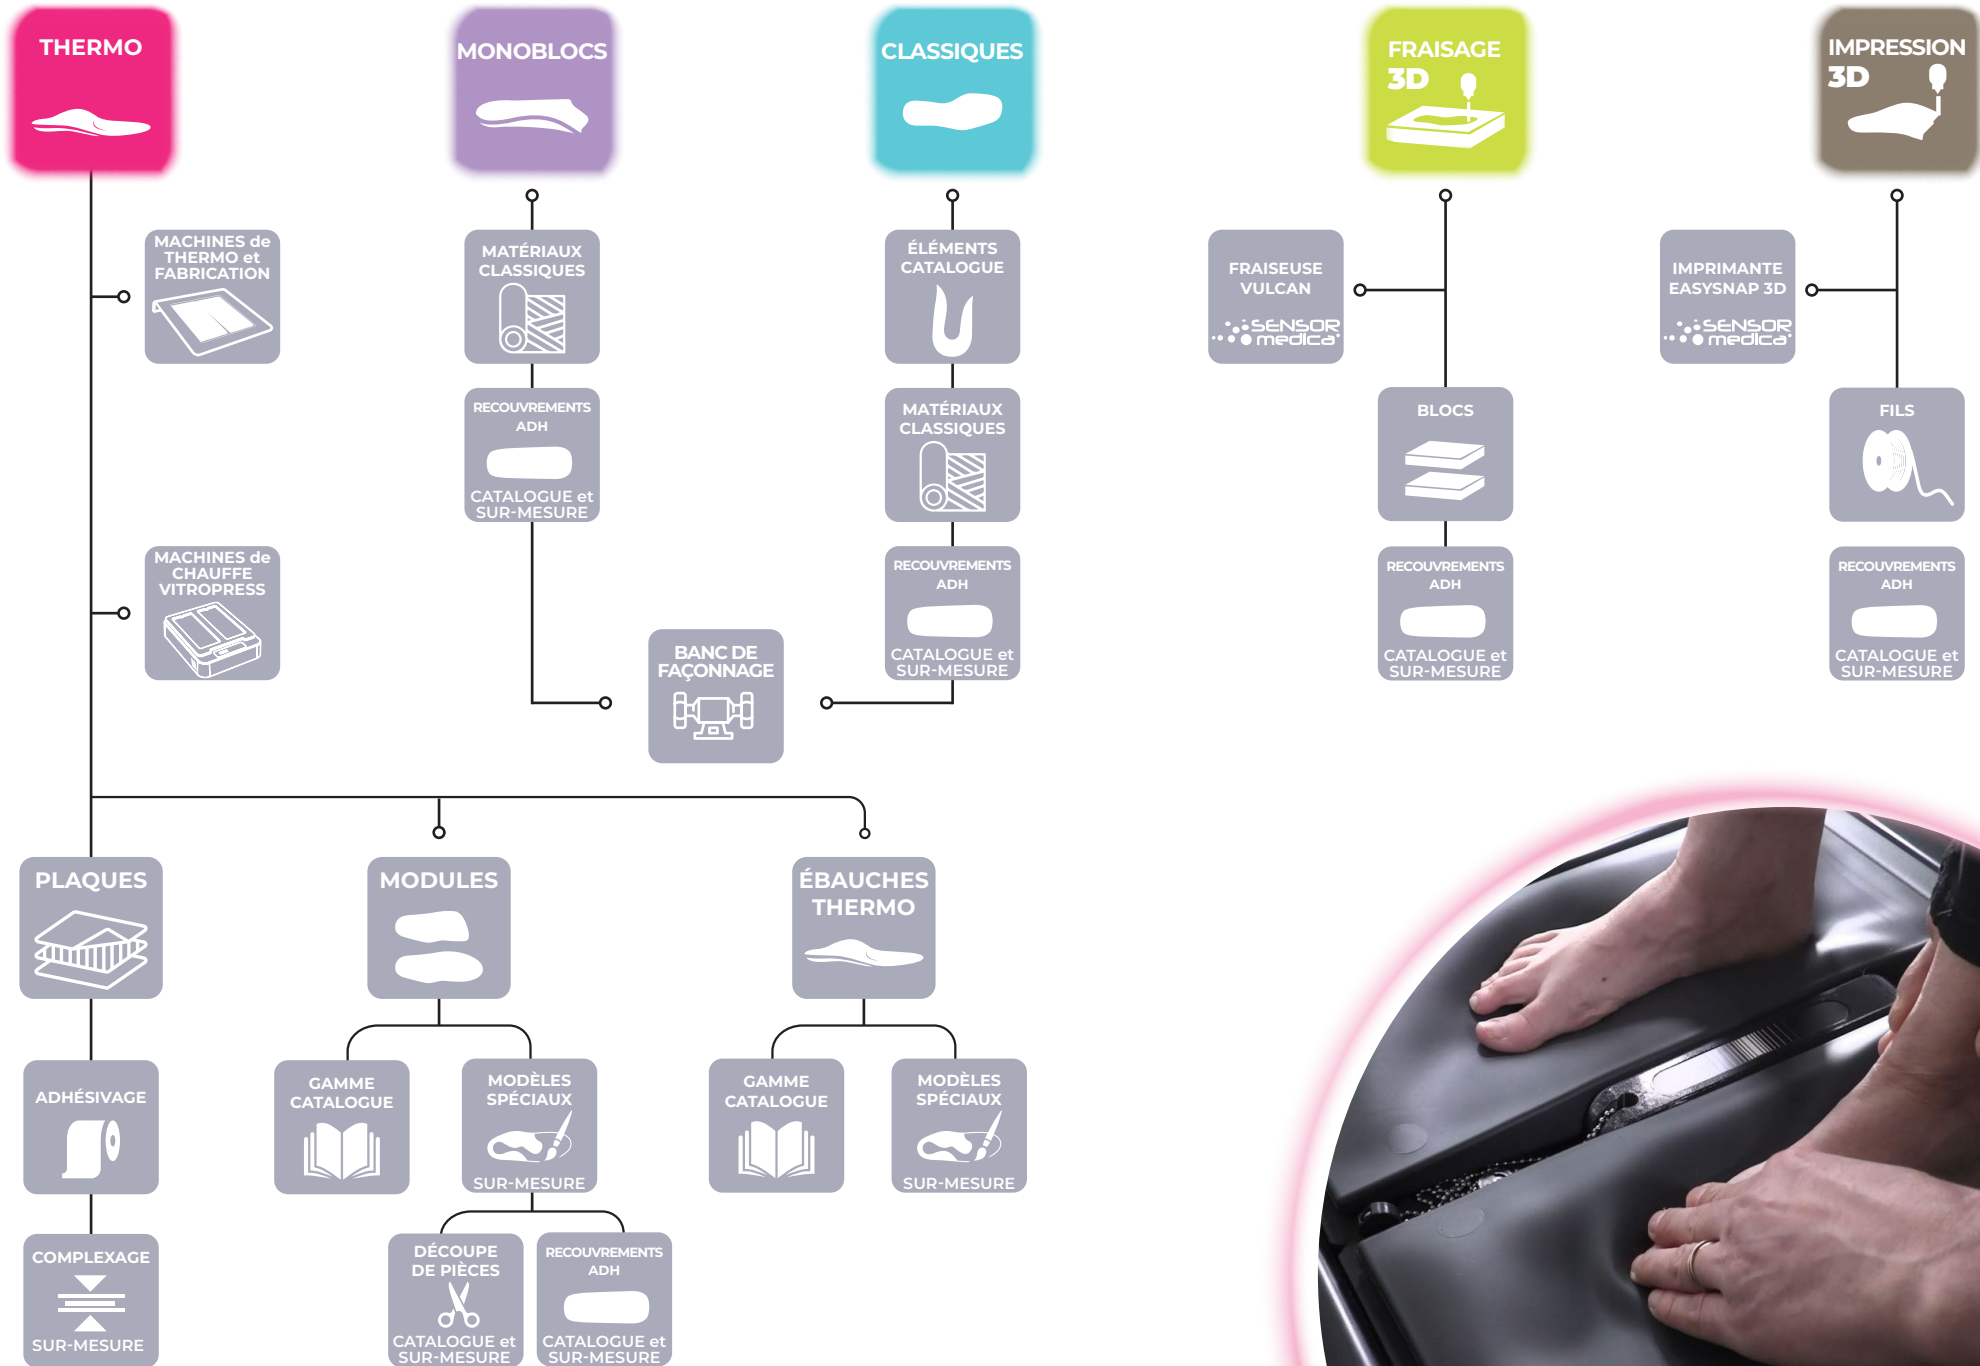 THERMO
MONOBLOCS
CLASSIQUES
FRAISAGE
3D
IMPRESSION
3D
MACHINES de
THERMO et
FABRICATION
MATÉRIAUX
CLASSIQUES
ÉLÉMENTS
CATALOGUE
FRAISEUSE
VULCAN
SENSOR
medica
IMPRIMANTE
EASYSNAP 3D
SENSOR
medica
RECOUVREMENTS
ADH
CATALOGUE et
SUR-MESURE
MATÉRIAUX
CLASSIQUES
BLOCS
FILS
MACHINES de
CHAUFFE
VITROPRESS
RECOUVREMENTS
ADH
CATALOGUE et
SUR-MESURE
RECOUVREMENTS
ADH
CATALOGUE et
SUR-MESURE
RECOUVREMENTS
ADH
CATALOGUE et
SUR-MESURE
BANC DE
FAÇONNAGE
PLAQUES
MODULES
ÉBAUCHES
THERMO
ADHÉSIVAGE
GAMME
CATALOGUE
MODÈLES
SPÉCIAUX
SUR-MESURE
GAMME
CATALOGUE
MODÈLES
SPÉCIAUX
SUR-MESURE
COMPLEXAGE
SUR-MESURE
DÉCOUPE
DE PIÈCES
CATALOGUE et
SUR-MESURE
RECOUVREMENTS
ADH
CATALOGUE et
SUR-MESURE